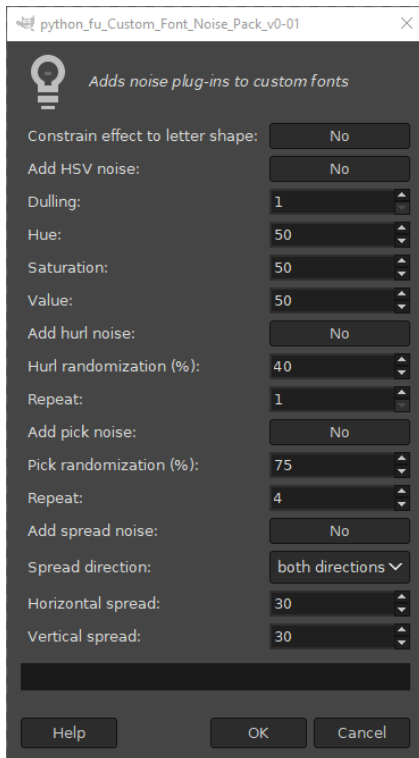 python_fu_Custom_Font_Noise_Pack_v0-01
Adds noise plug-ins to custom fonts
Constrain effect to letter shape: No
Add HSV noise: No
Dulling: 1
Hue: 50
Saturation: 50
Value: 50
Add hurl noise: No
Hurl randomization (%): 40
Repeat: 1
Add pick noise: No
Pick randomization (%): 75
Repeat: 4
Add spread noise: No
Spread direction: both directions
Horizontal spread: 30
Vertical spread: 30
Help OK Cancel